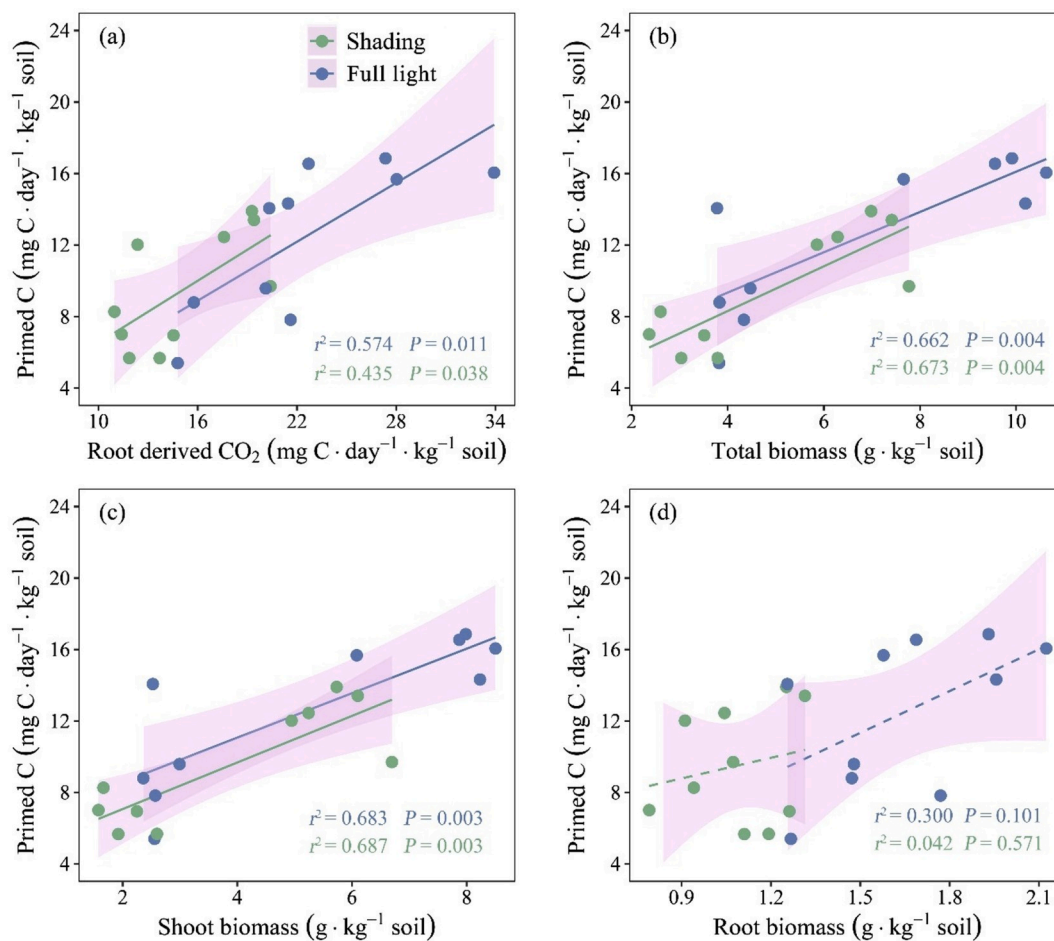 (a)
Shading
Full light
24
20
16
12
8
4
Primed C (mg C · day⁻¹ · kg⁻¹ soil)
r² = 0.574 P = 0.011
r² = 0.435 P = 0.038
10 16 22 28 34
Root derived CO₂ (mg C · day⁻¹ · kg⁻¹ soil)
(b)
24
20
16
12
8
4
Primed C (mg C · day⁻¹ · kg⁻¹ soil)
r² = 0.662 P = 0.004
r² = 0.673 P = 0.004
2 4 6 8 10
Total biomass (g · kg⁻¹ soil)
(c)
24
20
16
12
8
4
Primed C (mg C · day⁻¹ · kg⁻¹ soil)
r² = 0.683 P = 0.003
r² = 0.687 P = 0.003
2 4 6 8
Shoot biomass (g · kg⁻¹ soil)
(d)
24
20
16
12
8
4
Primed C (mg C · day⁻¹ · kg⁻¹ soil)
r² = 0.300 P = 0.101
r² = 0.042 P = 0.571
0.9 1.2 1.5 1.8 2.1
Root biomass (g · kg⁻¹ soil)